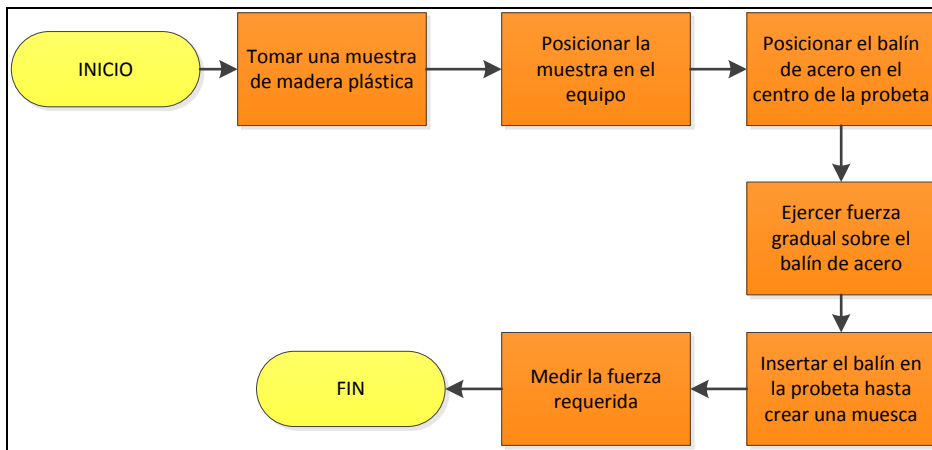 INICIO
Tomar una muestra
de madera plástica
Posicionar la
muestra en el
equipo
Posicionar el balín
de acero en el
centro de la probeta
Ejercer fuerza
gradual sobre el
balín de acero
Insertar el balín en
la probeta hasta
crear una muesca
Medir la fuerza
requerida
FIN